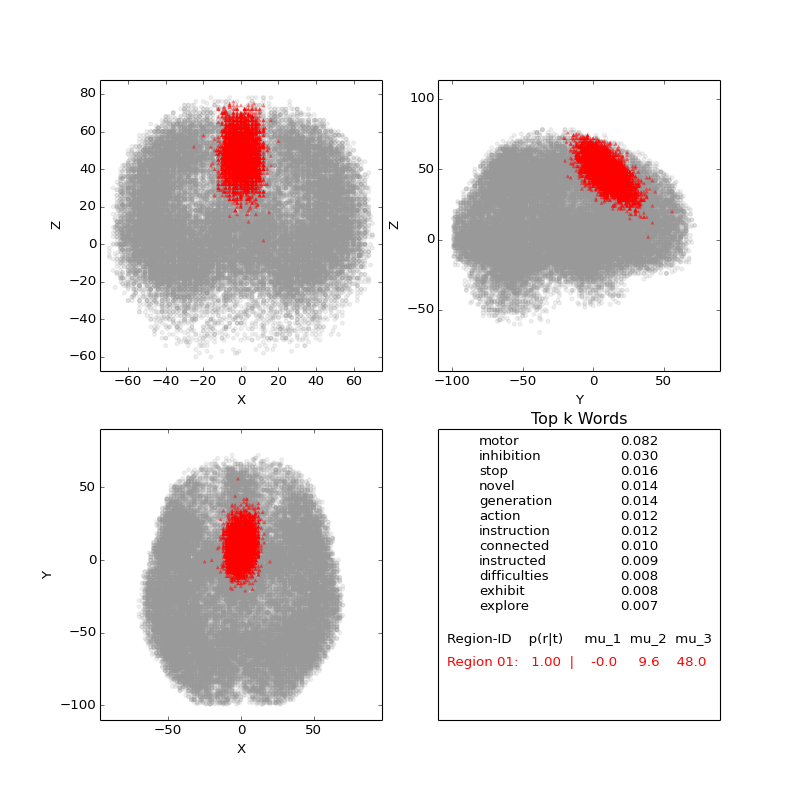 80
60
40
20
0
−20
−40
−60
Z
−60 −40 −20 0 20 40 60
X
100
50
0
−50
Z
−100 −50 0 50
Y
50
0
−50
−100
Y
−50 0 50
X
Top k Words
motor 0.082
inhibition 0.030
stop 0.016
novel 0.014
generation 0.014
action 0.012
instruction 0.012
connected 0.010
instructed 0.009
difficulties 0.008
exhibit 0.008
explore 0.007
Region-ID p(r|t) mu_1 mu_2 mu_3
Region 01: 1.00 | -0.0 9.6 48.0